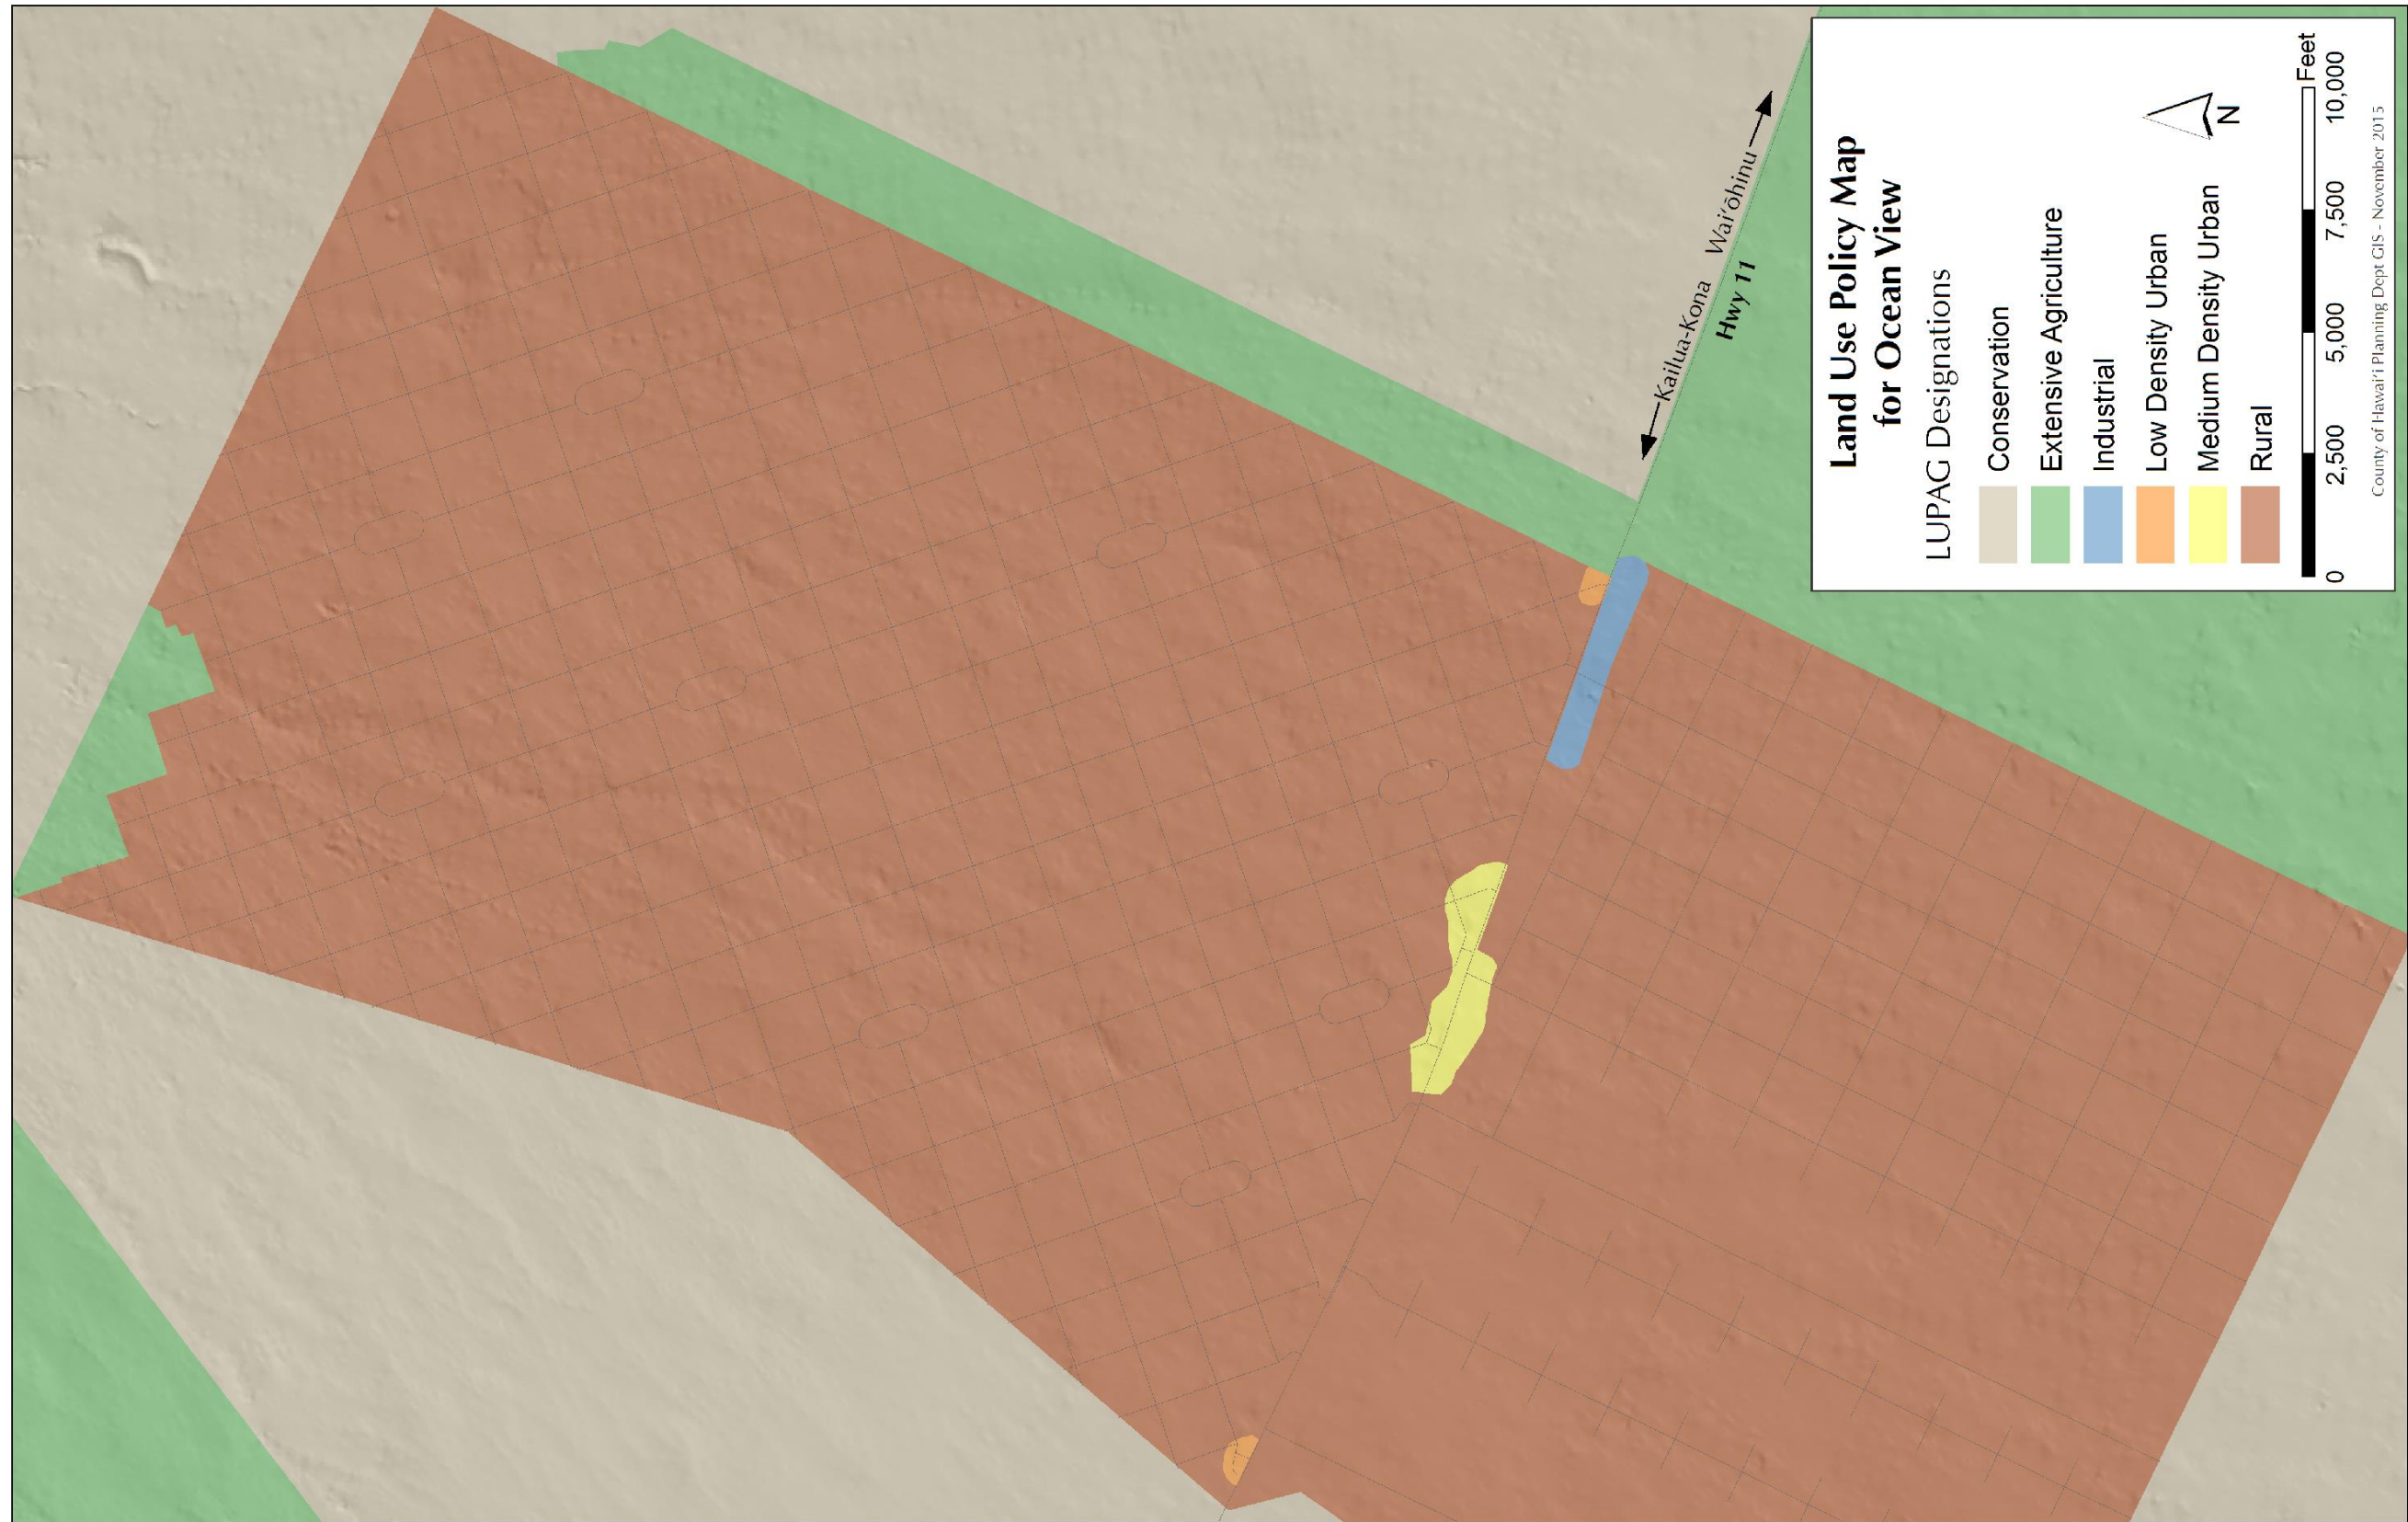 Land Use Policy Map
for Ocean View
LUPAG Designations
Conservation
Extensive Agriculture
Industrial
Low Density Urban
Medium Density Urban
Rural
N
0 2,500 5,000 7,500 10,000
Feet
County of Hawai'i Planning Dept GIS - November 2015
Kailua-Kona Wai'ōhinu
Hwy 11